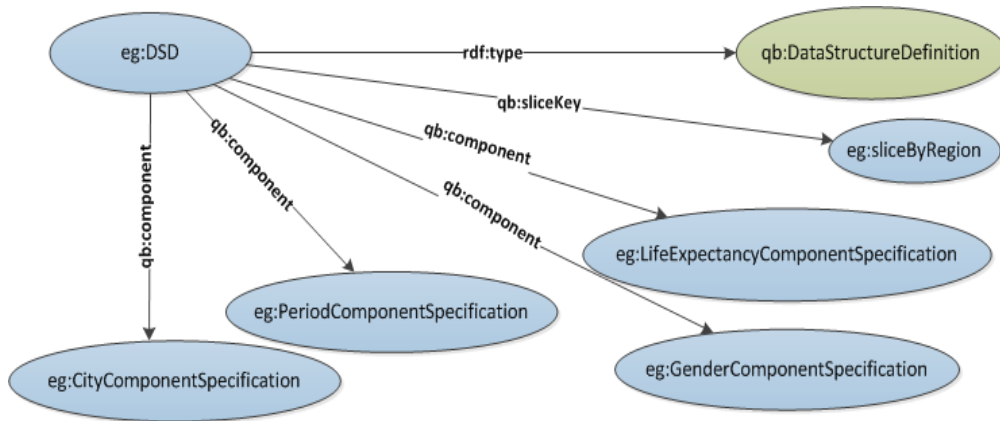 eg:DSD
rdf:type
qb:DataStructureDefinition
qb:sliceKey
eg:sliceByRegion
qb:component
qb:component
qb:component
qb:component
eg:LifeExpectancyComponentSpecification
eg:PeriodComponentSpecification
eg:GenderComponentSpecification
eg:CityComponentSpecification